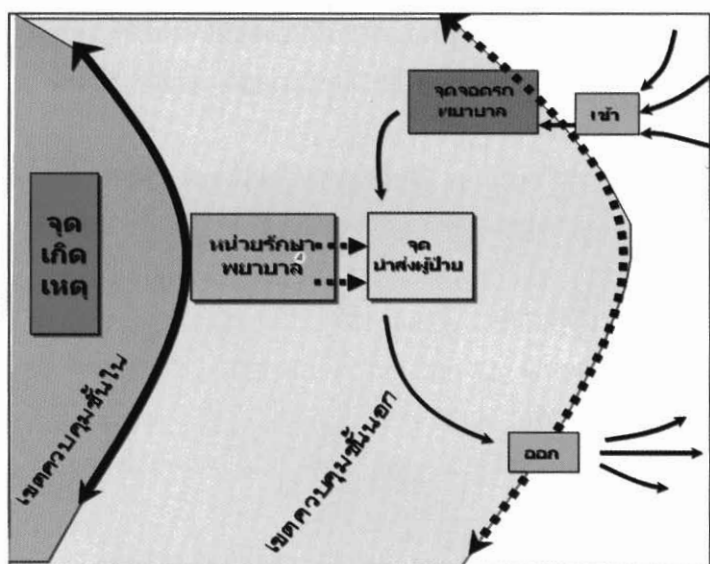 จุดจอดรถ
พยาบาล
เข้า
จุด
เกิด
เหตุ
หน่วยรักษา
พยาบาล
จุด
นำส่งผู้ป่วย
เขตควบคุมชั้นใน
เขตควบคุมชั้นนอก
ออก